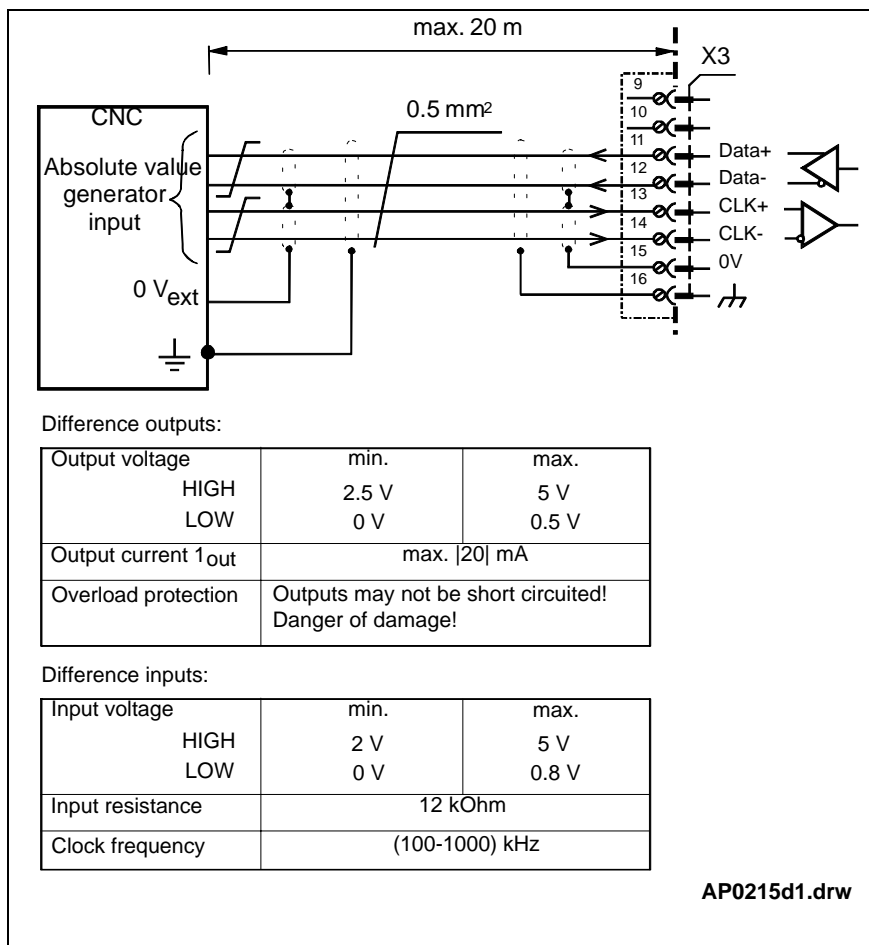 max. 20 m
X3
9
10
11
12
13
14
15
16
CNC
0.5 mm²
Absolute value
generator
input
Data+
Data-
CLK+
CLK-
0V
0 Vext
Difference outputs:
Output voltage min. max.
HIGH 2.5 V 5 V
LOW 0 V 0.5 V
Output current 1out max. |20| mA
Overload protection Outputs may not be short circuited!
Danger of damage!
Difference inputs:
Input voltage min. max.
HIGH 2 V 5 V
LOW 0 V 0.8 V
Input resistance 12 kOhm
Clock frequency (100-1000) kHz
AP0215d1.drw